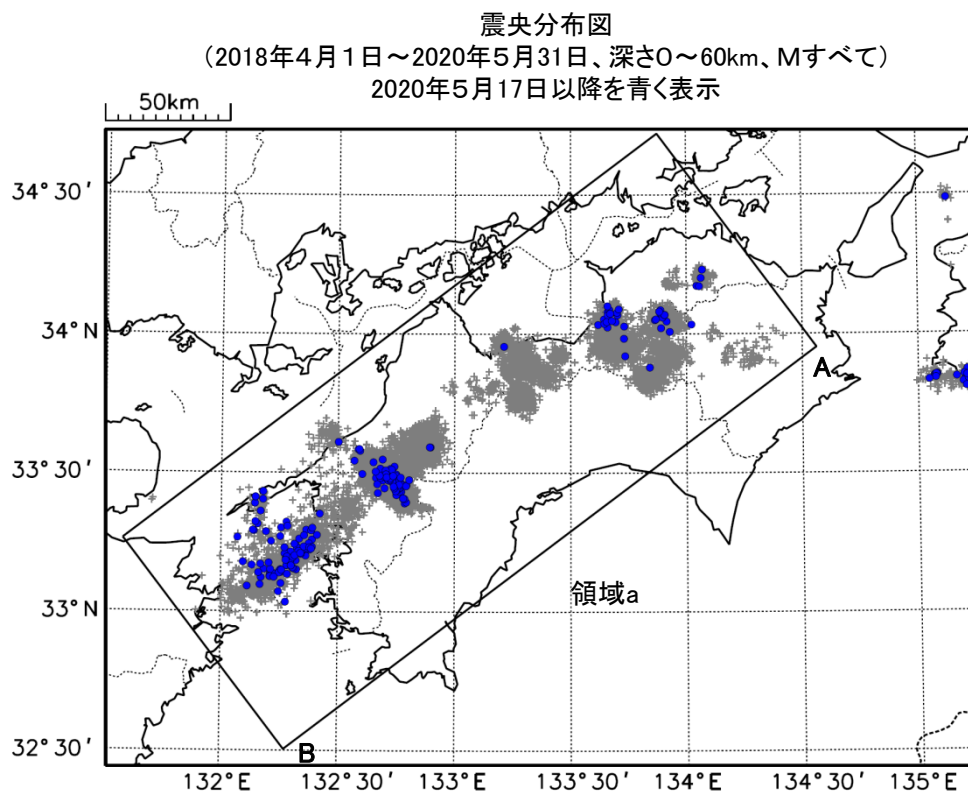 震央分布図
(2018年4月1日~2020年5月31日、深さ0~60km、Mすべて)
2020年5月17日以降を青く表示
50km
34°30′
34°N
33°30′
33°N
32°30′
A
領域a
B
132°E
132°30′
133°E
133°30′
134°E
134°30′
135°E